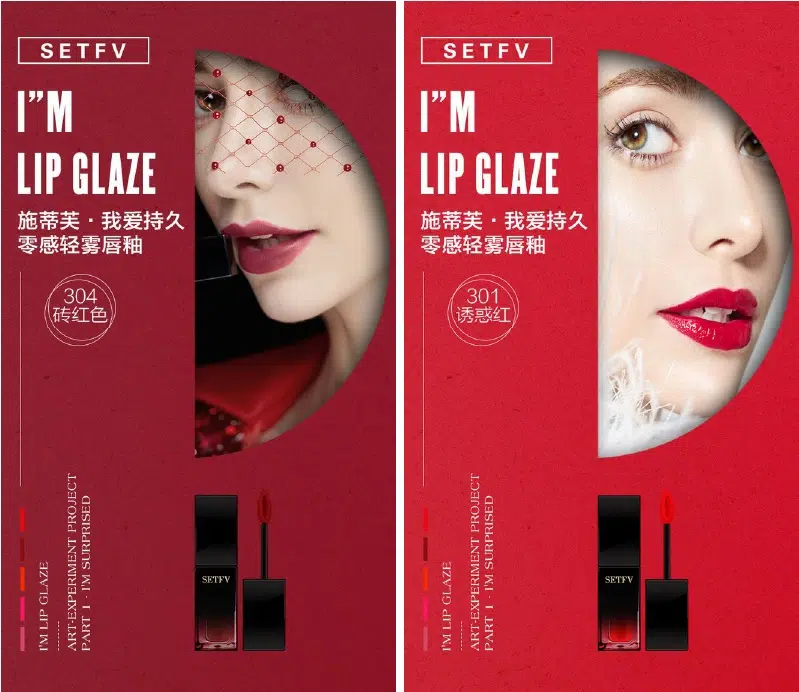 SETFV
I”M
LIP GLAZE
施蒂芙·我爱持久
零感轻雾唇釉
304
砖红色
I'M LIP GLAZE
ART-EXPERIMENT PROJECT
PART 1 · I'M SURPRISED
SETFV
SETFV
I”M
LIP GLAZE
施蒂芙·我爱持久
零感轻雾唇釉
301
诱惑红
I'M LIP GLAZE
ART-EXPERIMENT PROJECT
PART 1 · I'M SURPRISED
SETFV